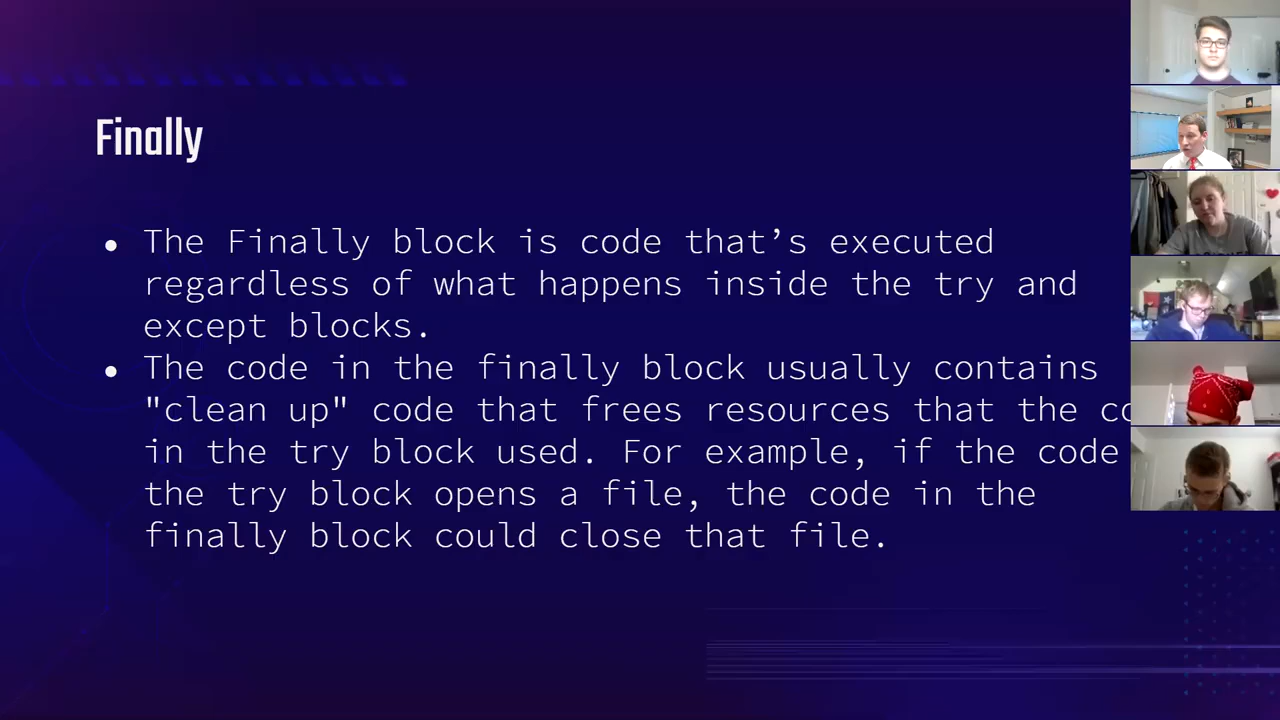 Finally
● The Finally block is code that’s executed
regardless of what happens inside the try and
except blocks.
● The code in the finally block usually contains
"clean up" code that frees resources that the
in the try block used. For example, if the code
the try block opens a file, the code in the
finally block could close that file.